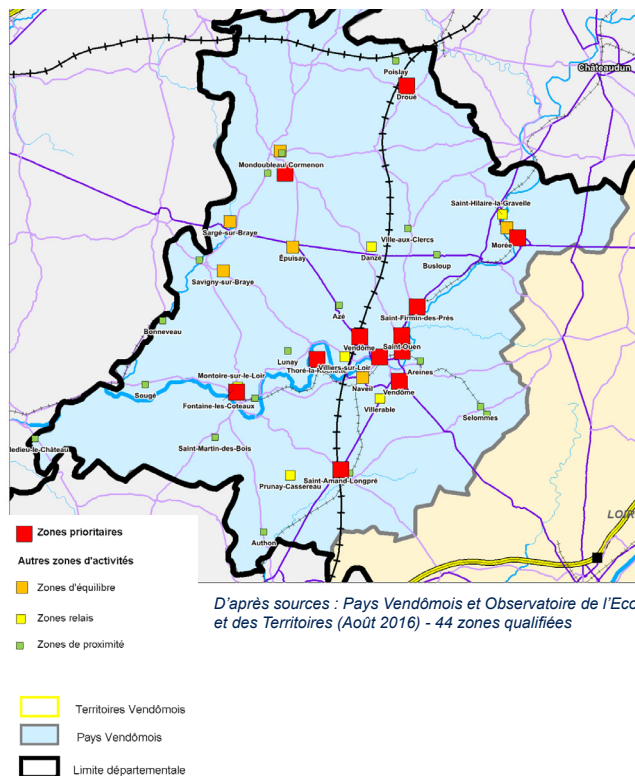 Poislay
Châteaudun
Droué
Mondoubleau/Cormenon
Saint-Hilaire-la-Gravelle
Sargé-sur-Braye
Ville-aux-Clercs
Morée
Épuisay
Danzé
Busloup
Savigny-sur-Braye
Azé
Saint-Firmin-des-Prés
Bonneveau
Vendôme
Saint-Ouen
Lunay
Villiers-sur-Loir
Areines
Montoire-sur-le-Loir
Naveil
Vendôme
Sougé
Fontaine-les-Coteaux
Villerable
Selommes
Saint-Martin-des-Bois
ledieu-le-Château
Saint-Amand-Longpré
Prunay-Cassereau
LOIR
Authon
Zones prioritaires
Autres zones d'activités
Zones d'équilibre
Zones relais
Zones de proximité
D'après sources : Pays Vendômois et Observatoire de l'Eco
et des Territoires (Août 2016) - 44 zones qualifiées
Territoires Vendômois
Pays Vendômois
Limite départementale